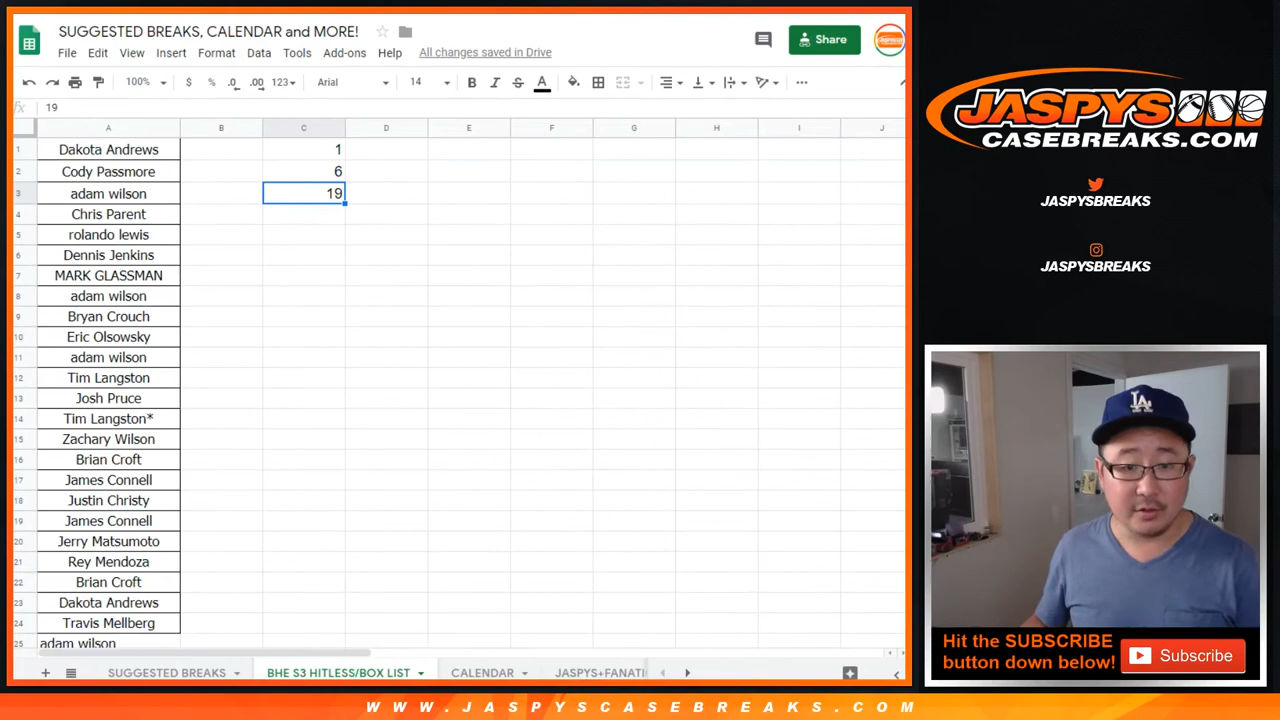 SUGGESTED BREAKS, CALENDAR and MORE!
File Edit View Insert Format Data Tools Add-ons Help All changes saved in Drive
Share
100% $ % .0 .00 123 Arial 14 B I S A
fx 19
A B C D E F G H I J
1 Dakota Andrews 1
2 Cody Passmore 6
3 adam wilson 19
4 Chris Parent
5 rolando lewis
6 Dennis Jenkins
7 MARK GLASSMAN
8 adam wilson
9 Bryan Crouch
10 Eric Olsowsky
11 adam wilson
12 Tim Langston
13 Josh Pruce
14 Tim Langston*
15 Zachary Wilson
16 Brian Croft
17 James Connell
18 Justin Christy
19 James Connell
20 Jerry Matsumoto
21 Rey Mendoza
22 Brian Croft
23 Dakota Andrews
24 Travis Mellberg
25 adam wilson
SUGGESTED BREAKS BHE S3 HITLESS/BOX LIST CALENDAR JASPYS+FANATI
JASPYS
CASEBREAKS.COM
JASPYSBREAKS
JASPYSBREAKS
LA
Hit the SUBSCRIBE
button down below!
Subscribe
WWW.JASPYSCASEBREAKS.COM